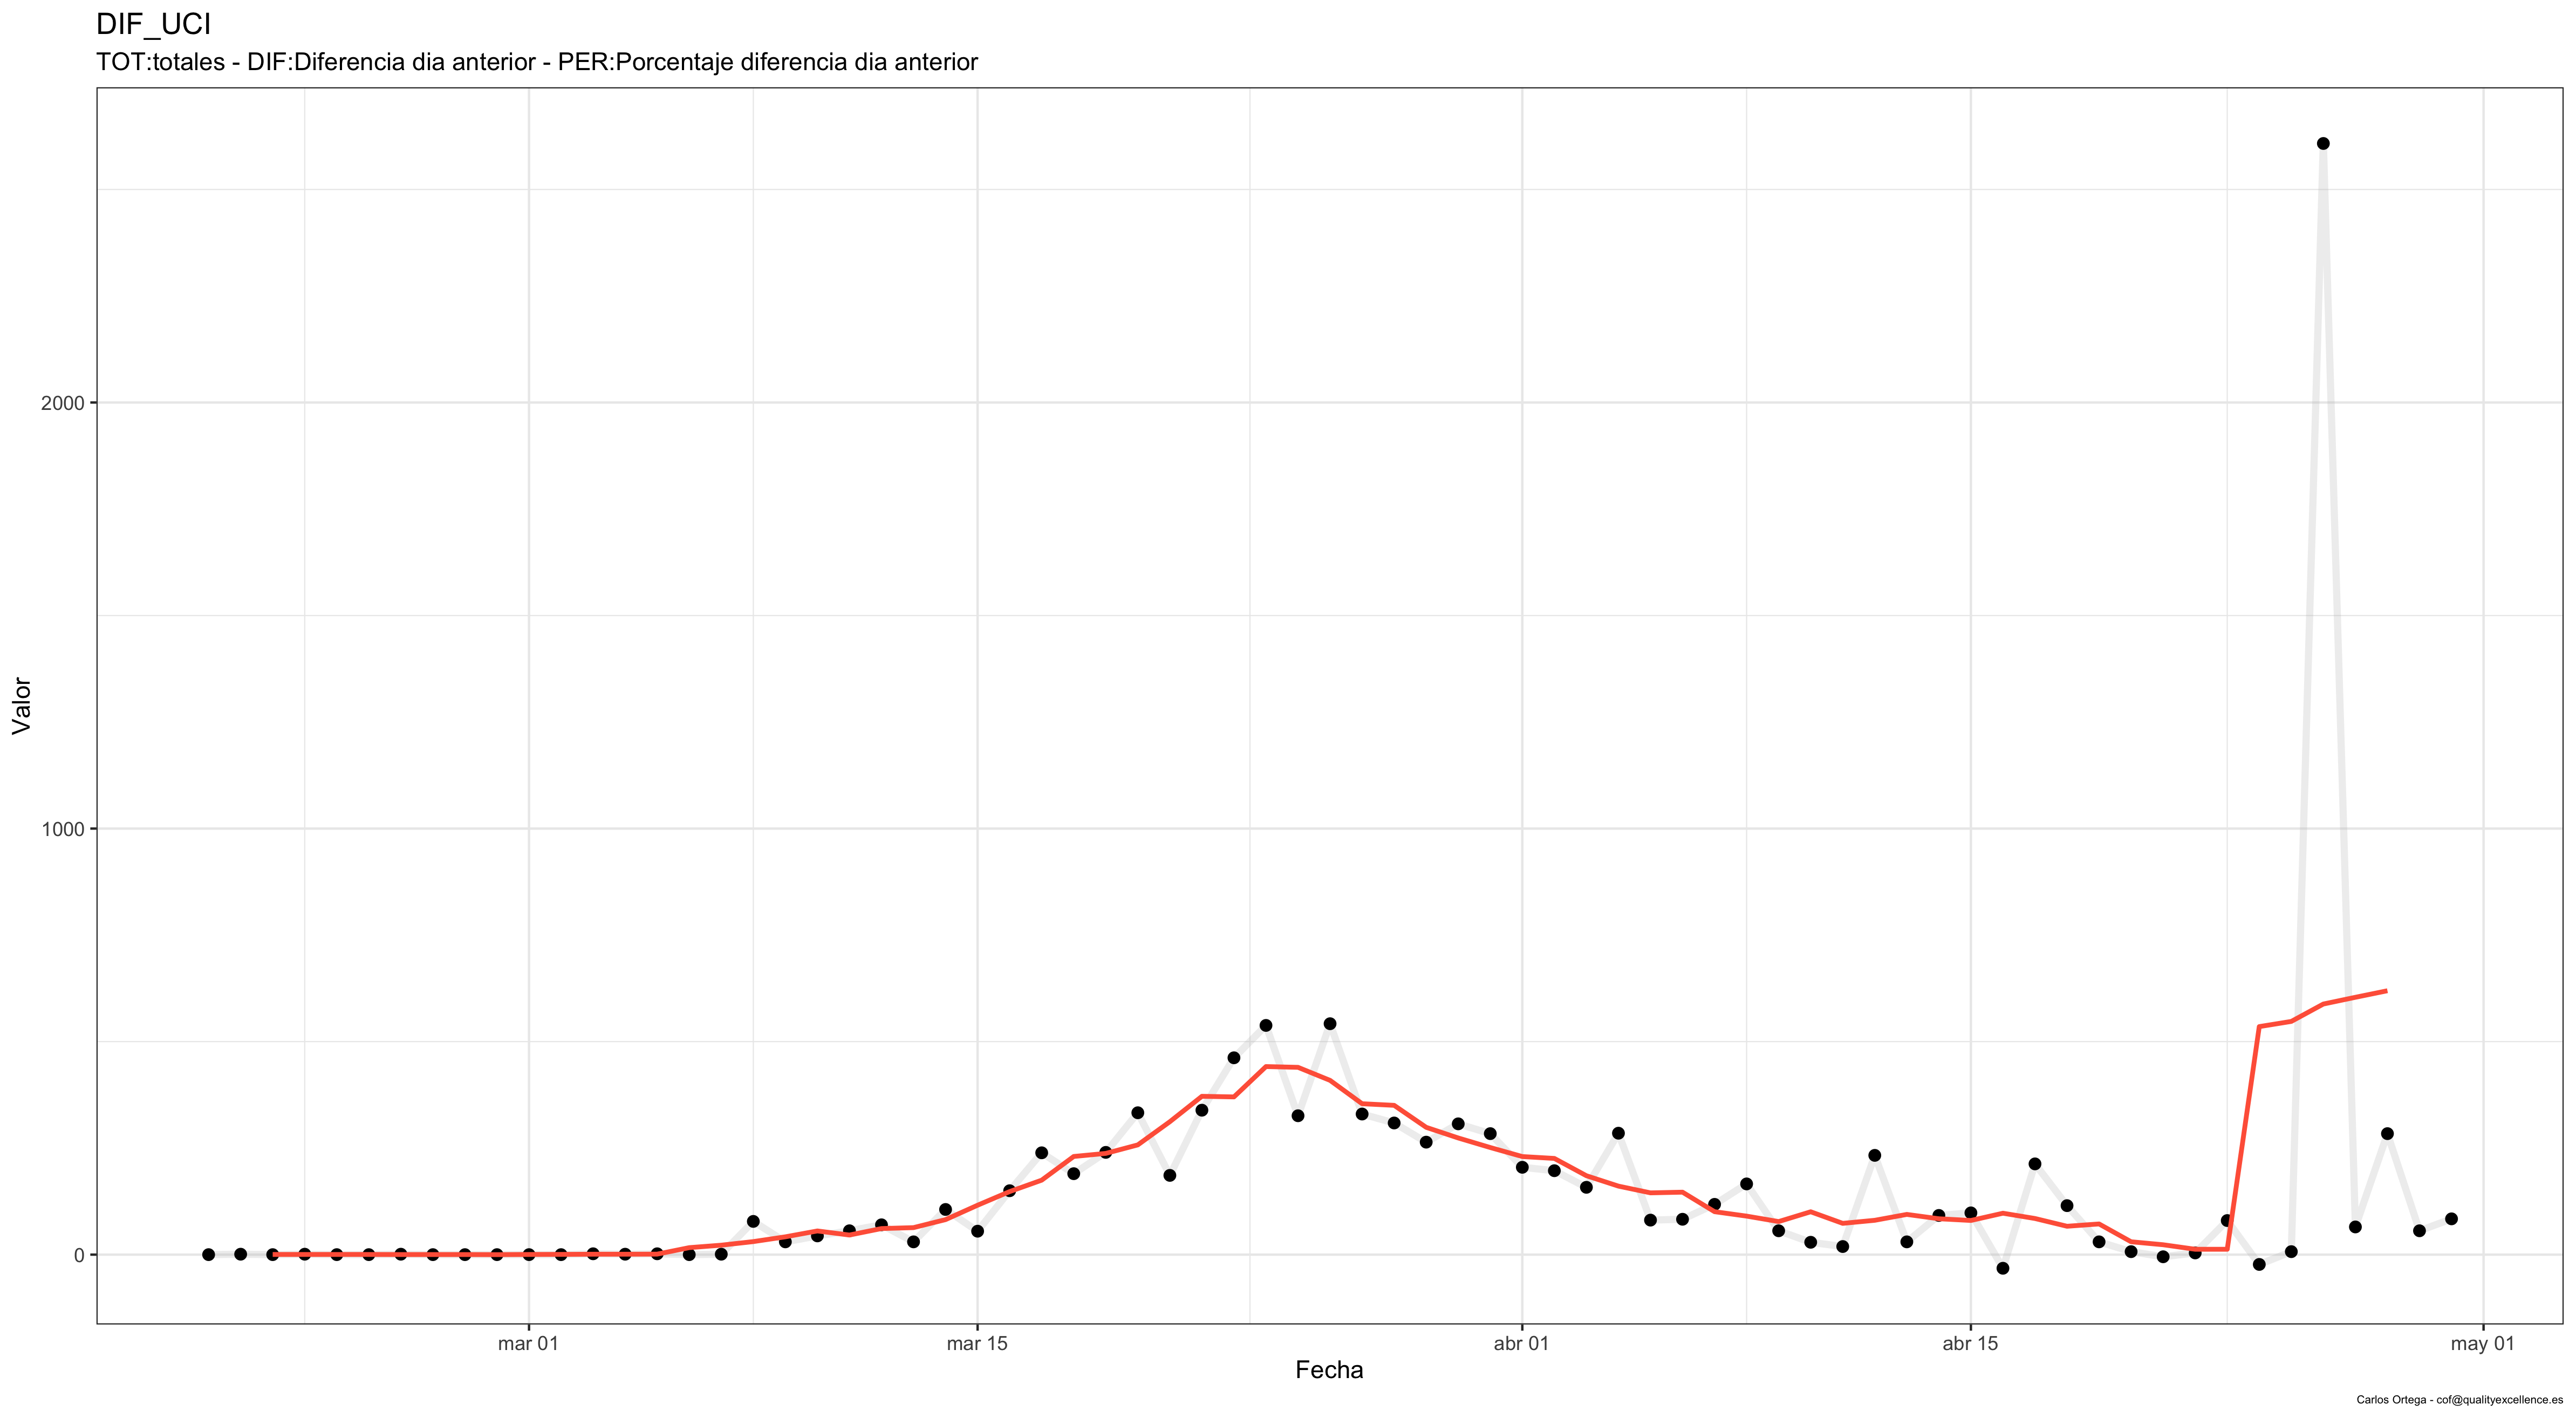 DIF_UCI
TOT:totales - DIF:Diferencia dia anterior - PER:Porcentaje diferencia dia anterior
Valor
2000
1000
0
mar 01
mar 15
abr 01
abr 15
may 01
Fecha
Carlos Ortega - cof@qualityexcellence.es